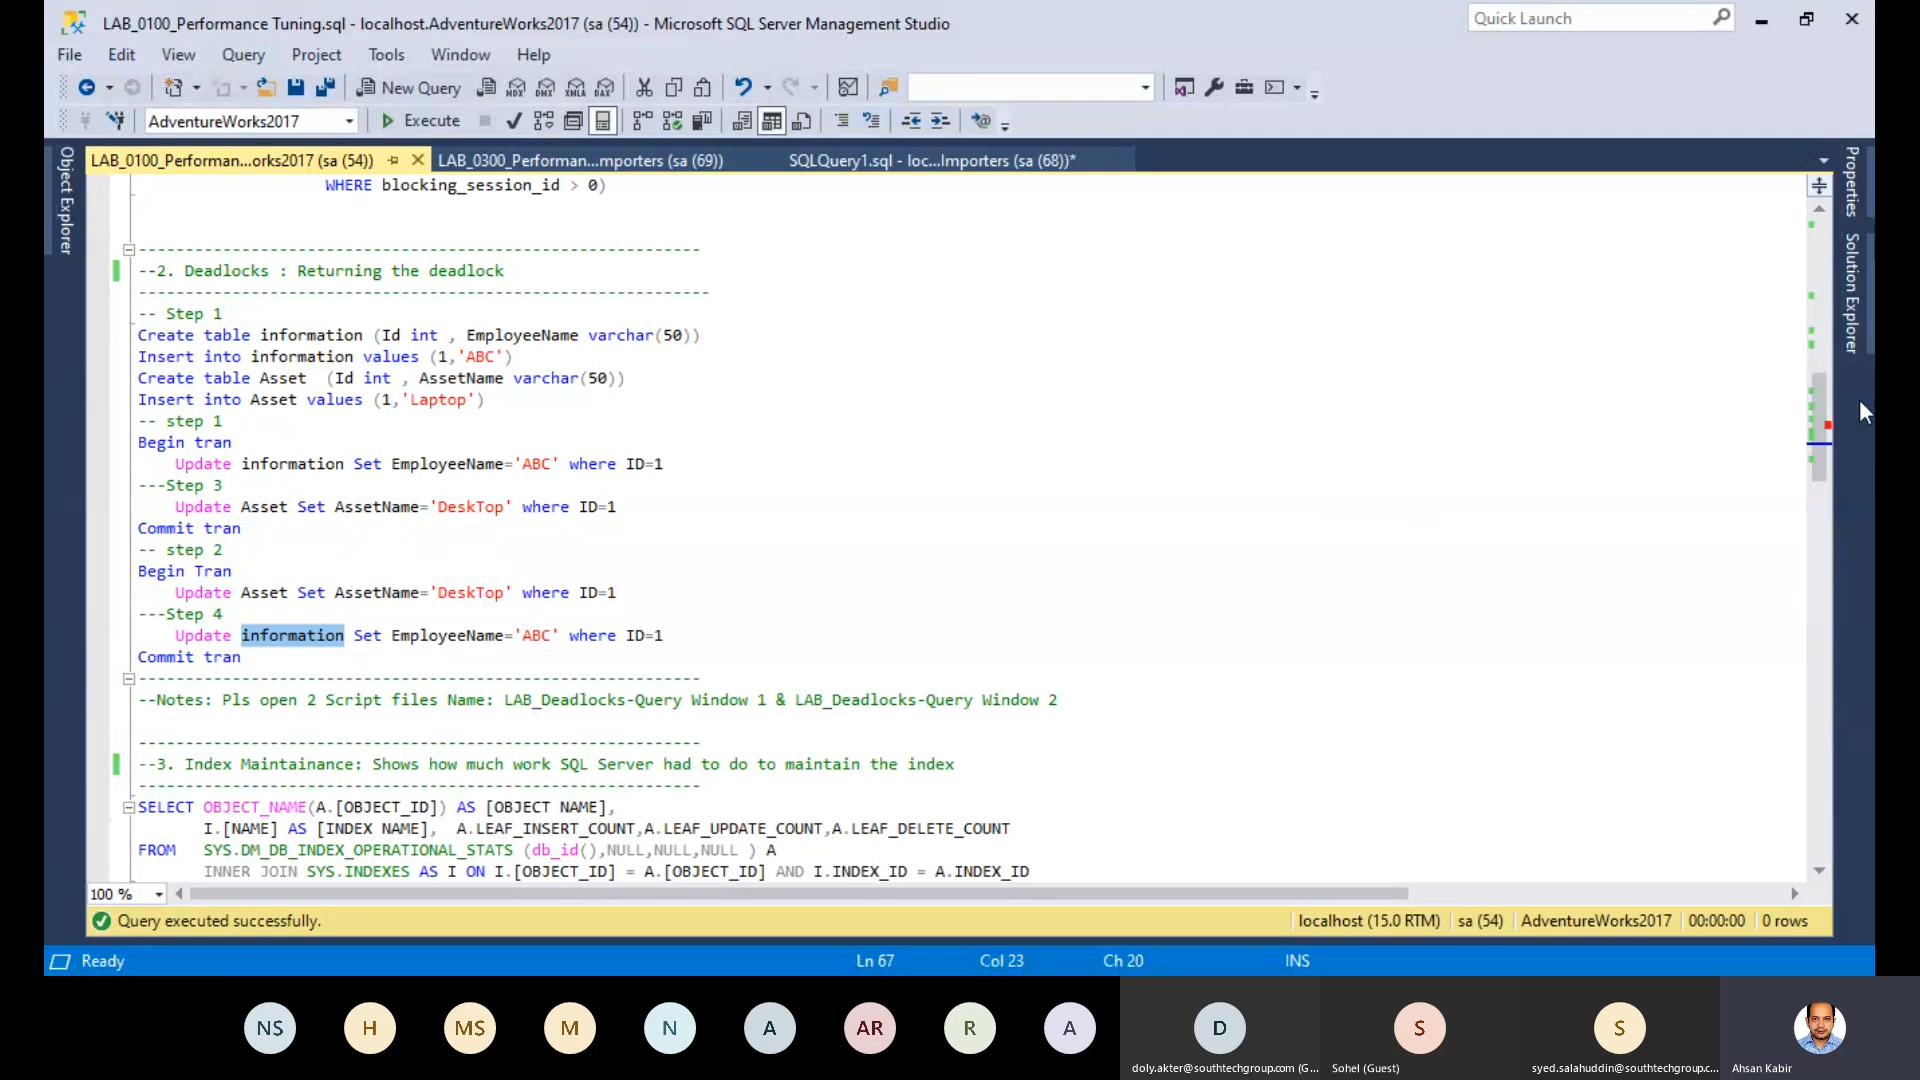 LAB_0100_Performance Tuning.sql - localhost.AdventureWorks2017 (sa (54)) - Microsoft SQL Server Management Studio
Quick Launch
File Edit View Query Project Tools Window Help
New Query
MDX DMX XMLA DAX
AdventureWorks2017 Execute
Object Explorer
LAB_0100_Performan...orks2017 (sa (54)) LAB_0300_Performan...mporters (sa (69)) SQLQuery1.sql - loc...Importers (sa (68))*
Properties
Solution Explorer
WHERE blocking_session_id > 0)
------------------------------------------------------------
--2. Deadlocks : Returning the deadlock
-------------------------------------------------------------
-- Step 1
Create table information (Id int , EmployeeName varchar(50))
Insert into information values (1,'ABC')
Create table Asset  (Id int , AssetName varchar(50))
Insert into Asset values (1,'Laptop')
-- step 1
Begin tran
Update information Set EmployeeName='ABC' where ID=1
---Step 3
Update Asset Set AssetName='DeskTop' where ID=1
Commit tran
-- step 2
Begin Tran
Update Asset Set AssetName='DeskTop' where ID=1
---Step 4
Update information Set EmployeeName='ABC' where ID=1
Commit tran
------------------------------------------------------------
--Notes: Pls open 2 Script files Name: LAB_Deadlocks-Query Window 1 & LAB_Deadlocks-Query Window 2
------------------------------------------------------------
--3. Index Maintainance: Shows how much work SQL Server had to do to maintain the index
------------------------------------------------------------
SELECT OBJECT_NAME(A.[OBJECT_ID]) AS [OBJECT NAME],
I.[NAME] AS [INDEX NAME],  A.LEAF_INSERT_COUNT,A.LEAF_UPDATE_COUNT,A.LEAF_DELETE_COUNT
FROM   SYS.DM_DB_INDEX_OPERATIONAL_STATS (db_id(),NULL,NULL,NULL ) A
INNER JOIN SYS.INDEXES AS I ON I.[OBJECT_ID] = A.[OBJECT_ID] AND I.INDEX_ID = A.INDEX_ID
100 %
Query executed successfully. localhost (15.0 RTM) sa (54) AdventureWorks2017 00:00:00 0 rows
Ready Ln 67 Col 23 Ch 20 INS
NS H MS M N A AR R A D S S
doly.akter@southtechgroup.com (G... Sohel (Guest) syed.salahuddin@southtechgroup.c... Ahsan Kabir